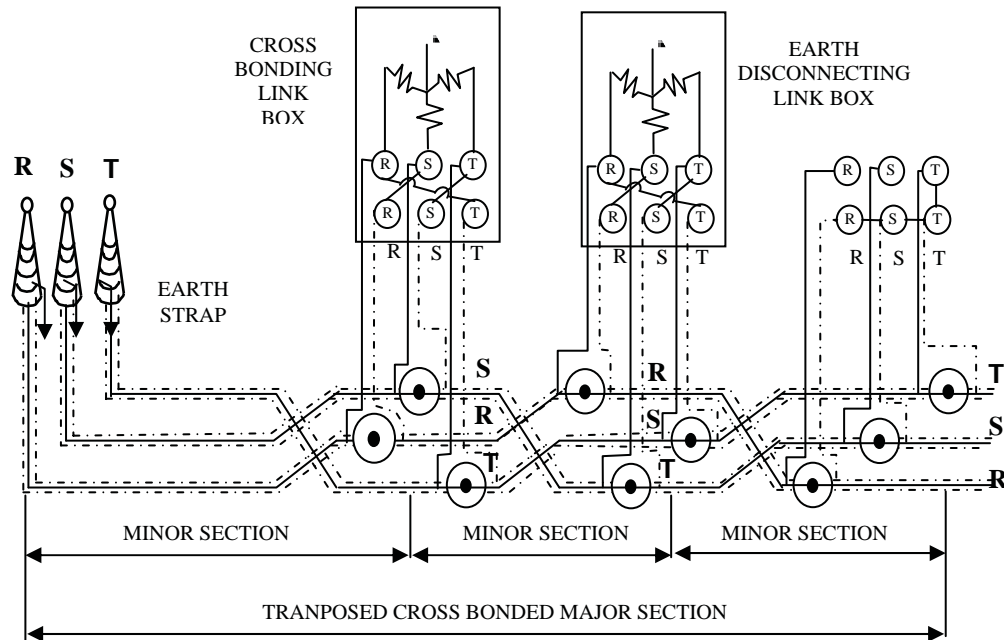 CROSS
BONDING
LINK
BOX
EARTH
DISCONNECTING
LINK BOX
R S T
R S T
R S T
R S T
R S T
R S T
R S T
R S T
R S T
R S T
EARTH
STRAP
S R T
R S T
T S R
MINOR SECTION MINOR SECTION MINOR SECTION
TRANPOSED CROSS BONDED MAJOR SECTION